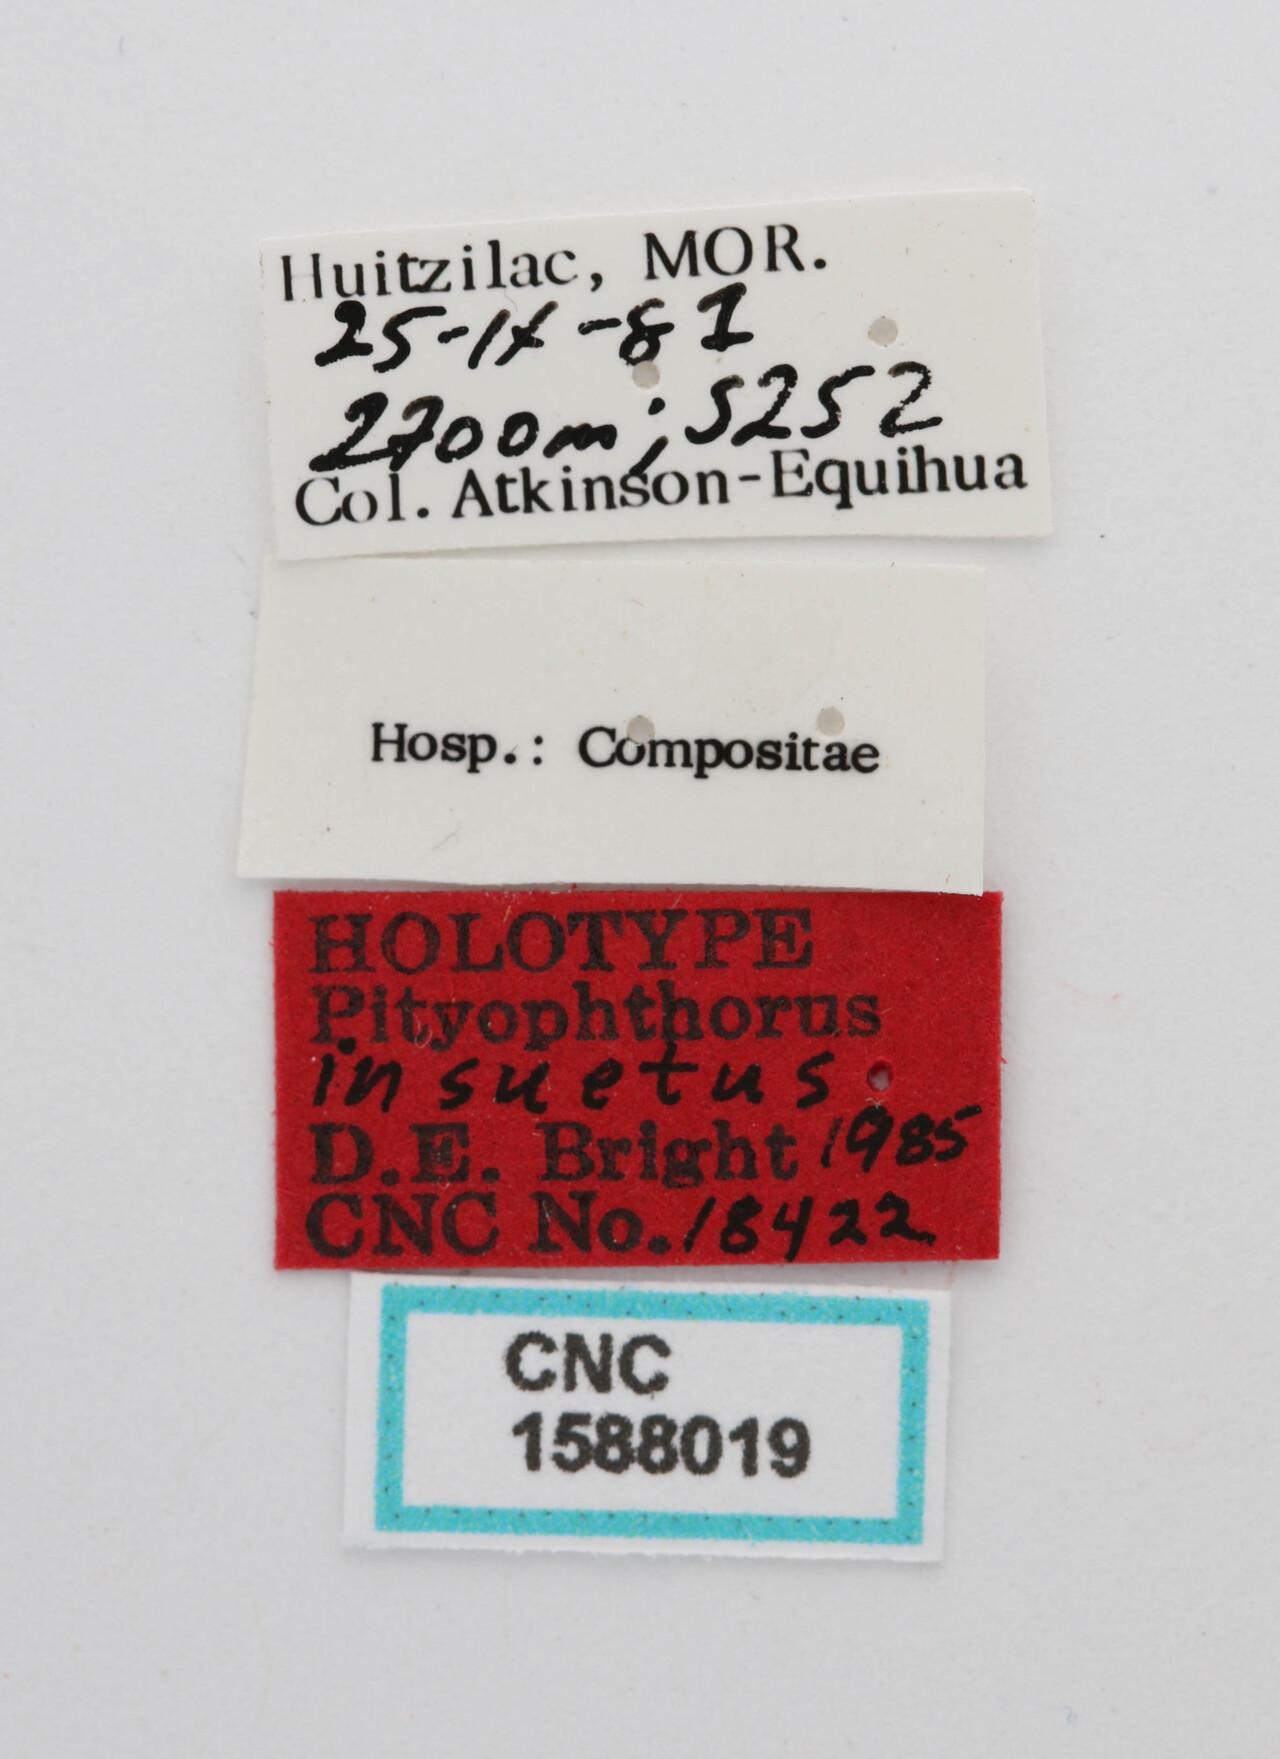 Huitzilac, MOR.
25-IX-81
2700m; S252
Col. Atkinson-Equihua
Hosp.: Compositae
HOLOTYPE
Pityophthorus
insuetus
D.E. Bright 1985
CNC No. 18422
CNC
1588019